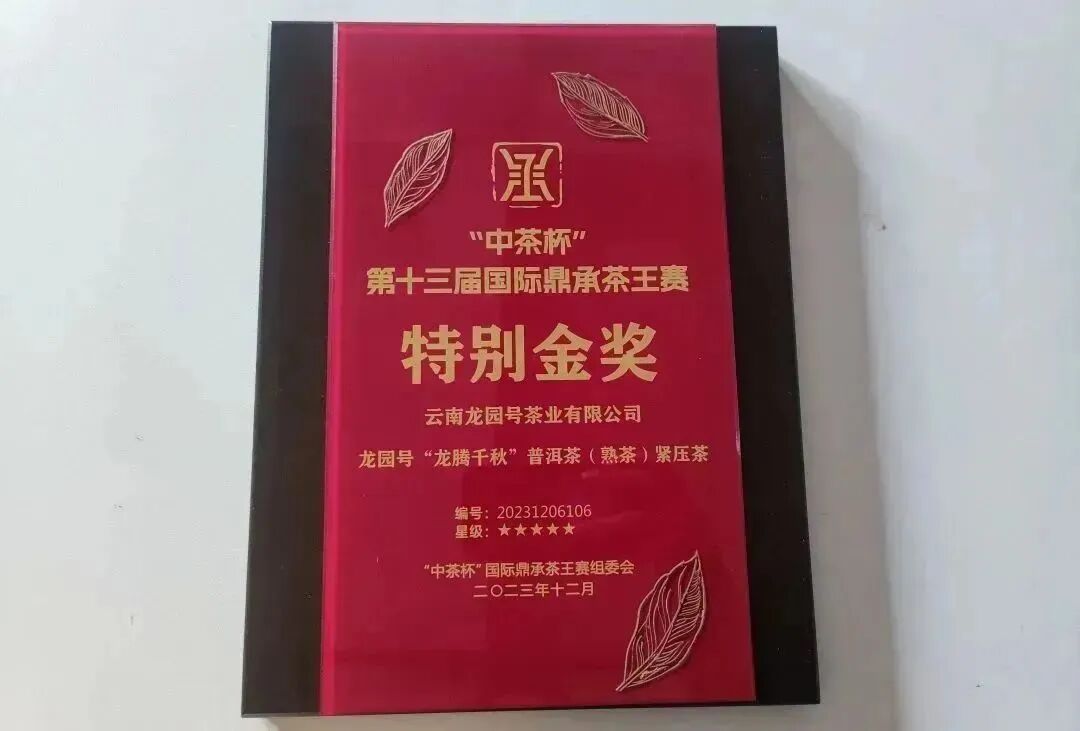 “中茶杯”
第十三届国际鼎承茶王赛
特别金奖
云南龙园号茶业有限公司
龙园号“龙腾千秋”普洱茶（熟茶）紧压茶
编号：20231206106
星级：★★★★★
“中茶杯”国际鼎承茶王赛组委会
二〇二三年十二月